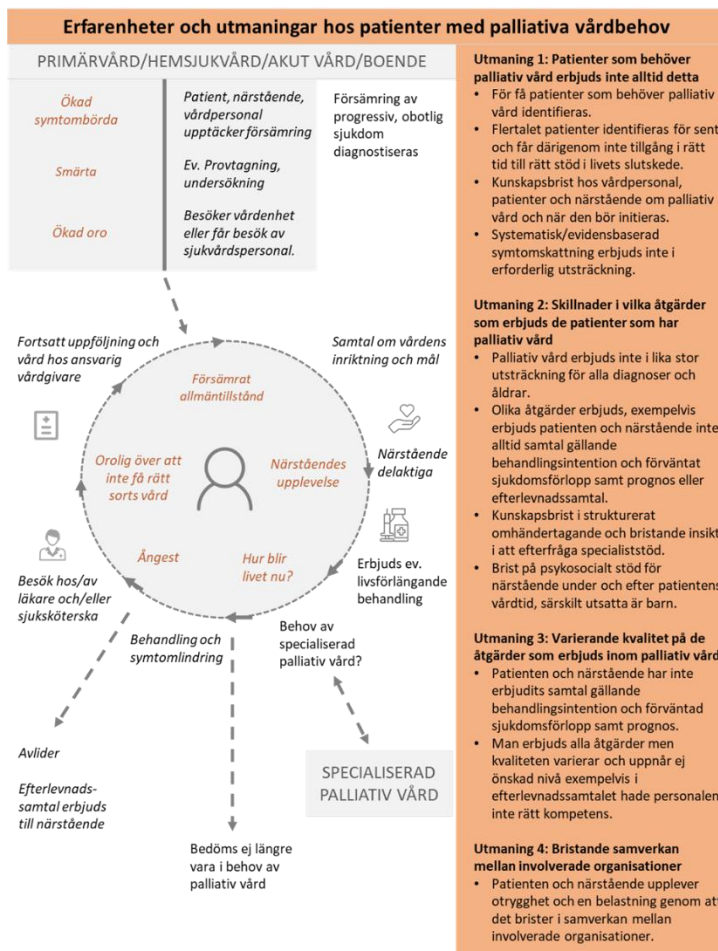 Erfarenheter och utmaningar hos patienter med palliativa vårdbehov
PRIMÄRVÅRD/HEMSJUKVÅRD/AKUT VÅRD/BOENDE
Ökad
symtombörda
Smärta
Ökad oro
Patient, närstående,
vårdpersonal
upptäcker försämring
Ev. Provtagning,
undersökning
Besöker vårdenhet
eller får besök av
sjukvårdspersonal.
Försämring av
progressiv, obotlig
sjukdom
diagnostiseras
Fortsatt uppföljning och
vård hos ansvarig
vårdgivare
Samtal om vårdens
inriktning och mål
Försämrat
allmäntillstånd
Orolig över att
inte få rätt
sorts vård
Närståendes
upplevelse
Närstående
delaktiga
Ångest
Hur blir
livet nu?
Erbjuds ev.
livsförlängande
behandling
Besök hos/av
läkare och/eller
sjuksköterska
Behandling och
symtomlindring
Behov av
specialiserad
palliativ vård?
Avlider
Efterlevnads-
samtal erbjuds
till närstående
SPECIALISERAD
PALLIATIV VÅRD
Bedöms ej längre
vara i behov av
palliativ vård
Utmaning 1: Patienter som behöver
palliativ vård erbjuds inte alltid detta
• För få patienter som behöver palliativ
vård identifieras.
• Flertalet patienter identifieras för sent
och får därigenom inte tillgång i rätt
tid till rätt stöd i livets slutskede.
• Kunskapsbrist hos vårdpersonal,
patienter och närstående om palliativ
vård och när den bör initieras.
• Systematisk/evidensbaserad
symtomskattning erbjuds inte i
erforderlig utsträckning.
Utmaning 2: Skillnader i vilka åtgärder
som erbjuds de patienter som har
palliativ vård
• Palliativ vård erbjuds inte i lika stor
utsträckning för alla diagnoser och
åldrar.
• Olika åtgärder erbjuds, exempelvis
erbjuds patienten och närstående inte
alltid samtal gällande
behandlingsintention och förväntat
sjukdomsförlopp samt prognos eller
efterlevnadssamtal.
• Kunskapsbrist i strukturerat
omhändertagande och bristande insikt
i att efterfråga specialiststöd.
• Brist på psykosocialt stöd för
närstående under och efter patientens
vårdtid, särskilt utsatta är barn.
Utmaning 3: Varierande kvalitet på de
åtgärder som erbjuds inom palliativ vård
• Patienten och närstående har inte
erbjudits samtal gällande
behandlingsintention och förväntad
sjukdomsförlopp samt prognos.
• Man erbjuds alla åtgärder men
kvaliteten varierar och uppnår ej
önskad nivå exempelvis i
efterlevnadssamtalet hade personalen
inte rätt kompetens.
Utmaning 4: Bristande samverkan
mellan involverade organisationer
• Patienten och närstående upplever
otrygghet och en belastning genom att
det brister i samverkan mellan
involverade organisationer.